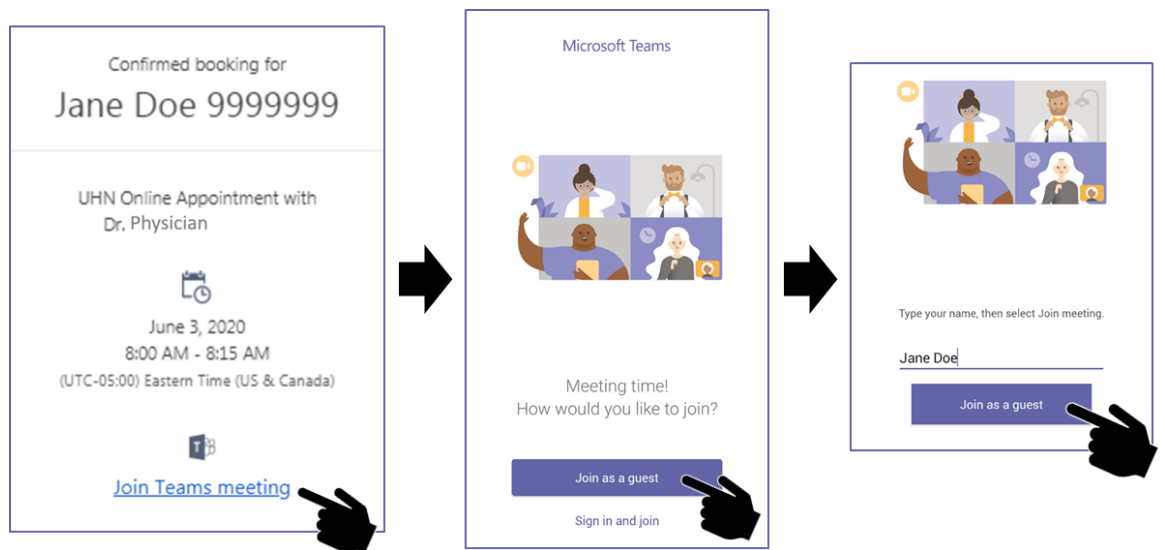 Confirmed booking for
Jane Doe 9999999
UHN Online Appointment with
Dr. Physician
June 3, 2020
8:00 AM - 8:15 AM
(UTC-05:00) Eastern Time (US & Canada)
T
Join Teams meeting
Microsoft Teams
Meeting time!
How would you like to join?
Join as a guest
Sign in and join
Type your name, then select Join meeting.
Jane Doe
Join as a guest